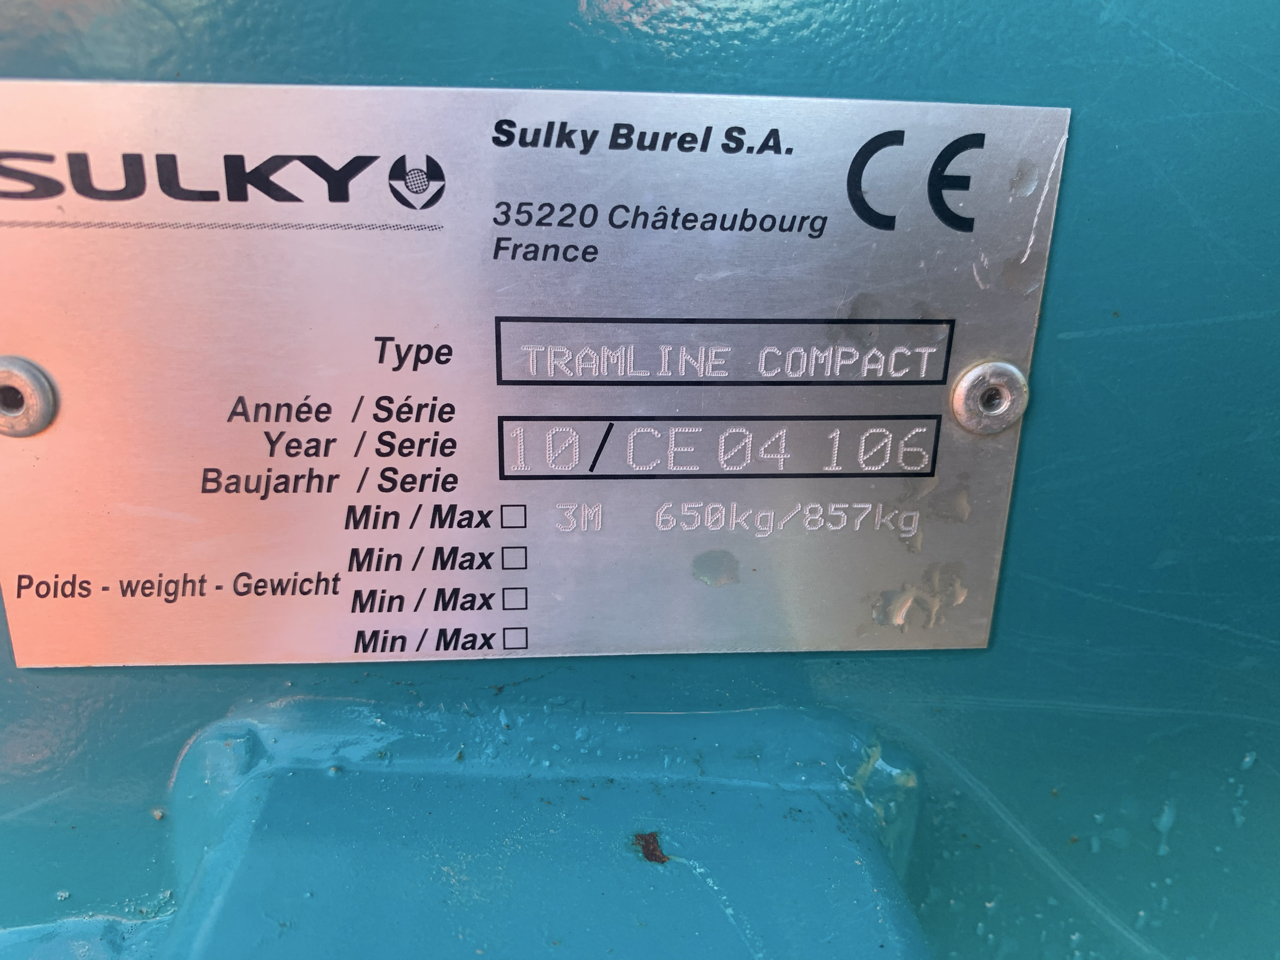 SULKY
Sulky Burel S.A.
35220 Châteaubourg
France
CE
Type TRAMLINE COMPACT
Année / Série
Year / Serie 10/CE04 106
Baujarhr / Serie
Min / Max 3M 650kg/857kg
Min / Max
Poids - weight - Gewicht
Min / Max
Min / Max